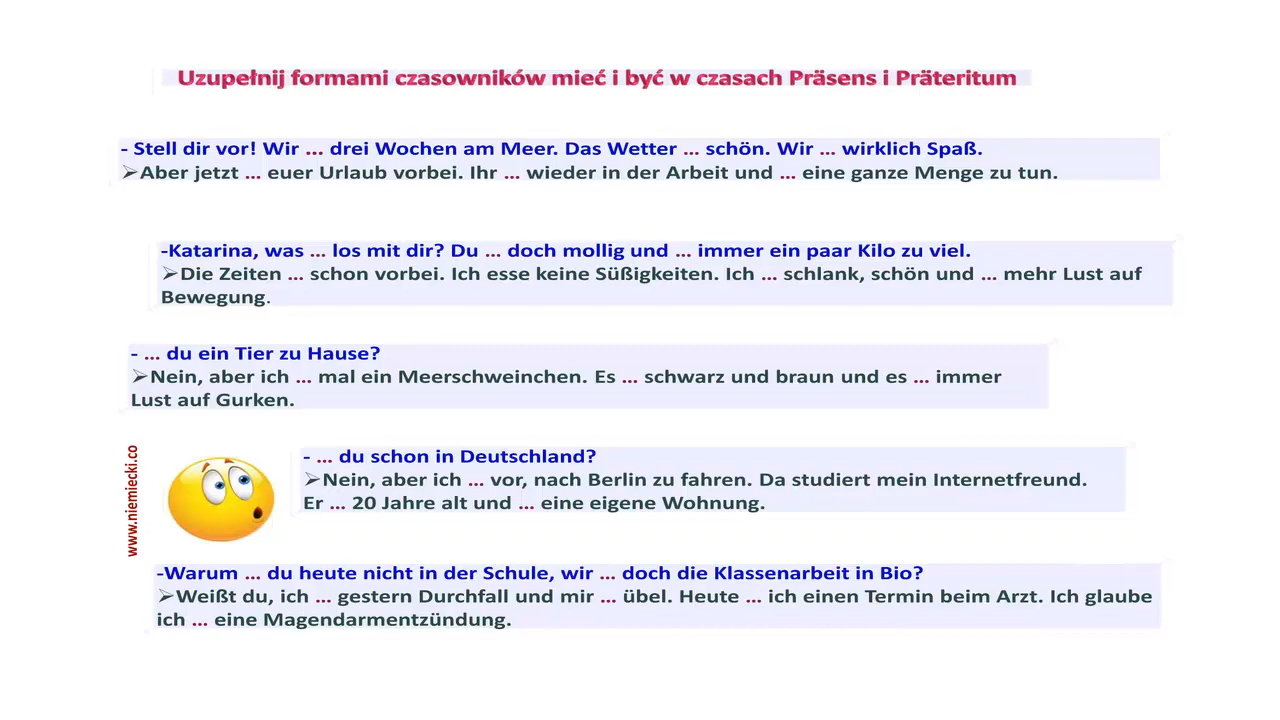 Uzupełnij formami czasowników mieć i być w czasach Präsens i Präteritum
- Stell dir vor! Wir ... drei Wochen am Meer. Das Wetter ... schön. Wir ... wirklich Spaß.
➢Aber jetzt ... euer Urlaub vorbei. Ihr ... wieder in der Arbeit und ... eine ganze Menge zu tun.
-Katarina, was ... los mit dir? Du ... doch mollig und ... immer ein paar Kilo zu viel.
➢Die Zeiten ... schon vorbei. Ich esse keine Süßigkeiten. Ich ... schlank, schön und ... mehr Lust auf
Bewegung.
- ... du ein Tier zu Hause?
➢Nein, aber ich ... mal ein Meerschweinchen. Es ... schwarz und braun und es ... immer
Lust auf Gurken.
- ... du schon in Deutschland?
➢Nein, aber ich ... vor, nach Berlin zu fahren. Da studiert mein Internetfreund.
Er ... 20 Jahre alt und ... eine eigene Wohnung.
www.niemiecki.co
-Warum ... du heute nicht in der Schule, wir ... doch die Klassenarbeit in Bio?
➢Weißt du, ich ... gestern Durchfall und mir ... übel. Heute ... ich einen Termin beim Arzt. Ich glaube
ich ... eine Magendarmentzündung.